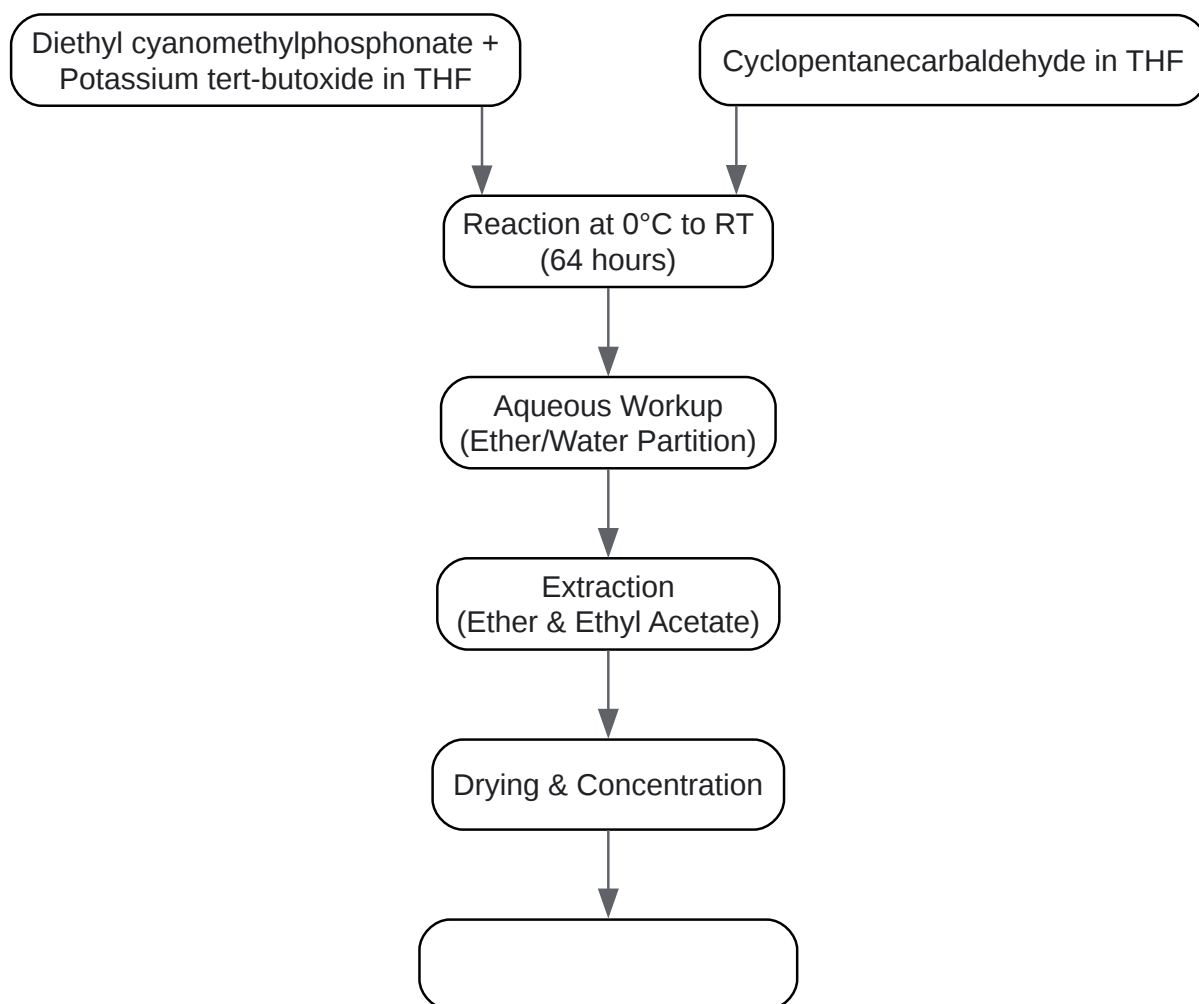 Diethyl cyanomethylphosphonate +
Potassium tert-butoxide in THF
Cyclopentanecarbaldehyde in THF
Reaction at 0°C to RT
(64 hours)
Aqueous Workup
(Ether/Water Partition)
Extraction
(Ether & Ethyl Acetate)
Drying & Concentration